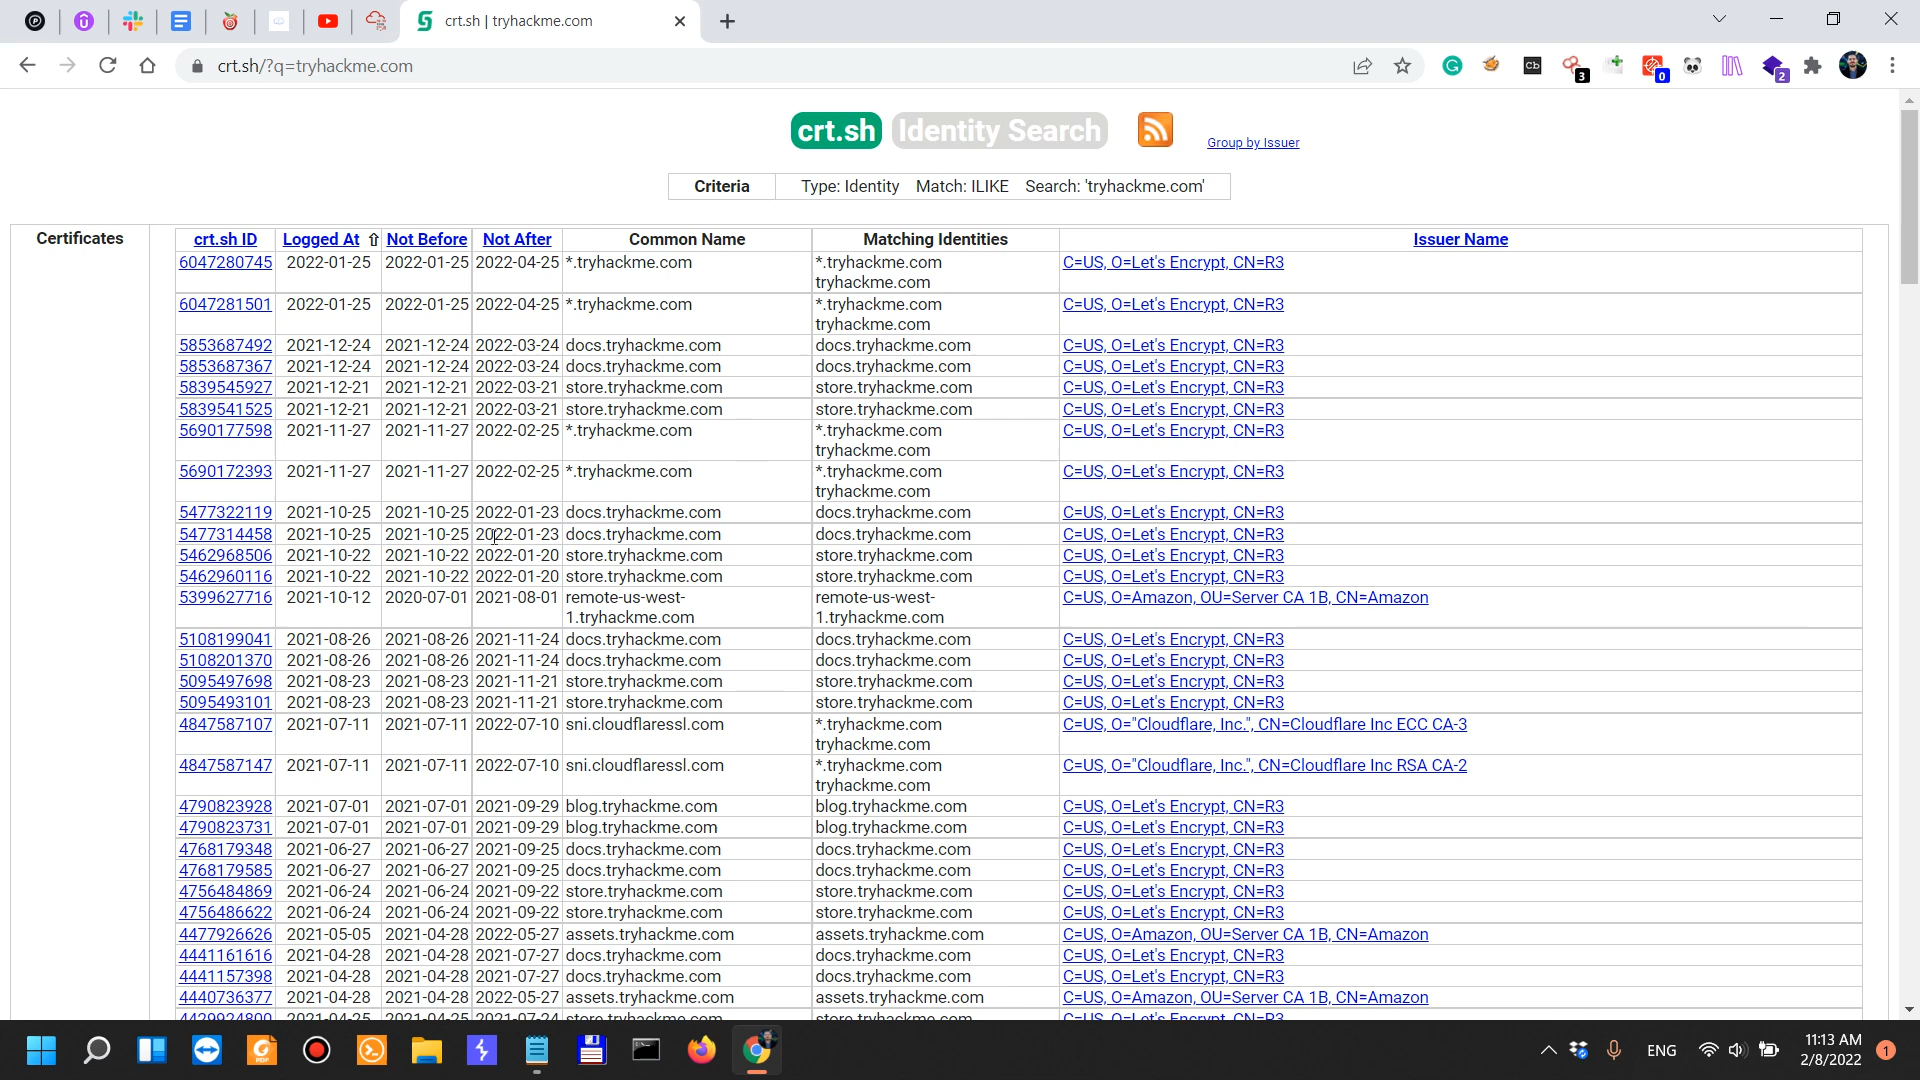 crt.sh | tryhackme.com
crt.sh/?q=tryhackme.com
3
0
2
crt.sh Identity Search Group by Issuer
Criteria Type: Identity Match: ILIKE Search: 'tryhackme.com'
Certificates crt.sh ID Logged At ⇧ Not Before Not After Common Name Matching Identities Issuer Name
6047280745 2022-01-25 2022-01-25 2022-04-25 *.tryhackme.com *.tryhackme.com C=US, O=Let's Encrypt, CN=R3
tryhackme.com
6047281501 2022-01-25 2022-01-25 2022-04-25 *.tryhackme.com *.tryhackme.com C=US, O=Let's Encrypt, CN=R3
tryhackme.com
5853687492 2021-12-24 2021-12-24 2022-03-24 docs.tryhackme.com docs.tryhackme.com C=US, O=Let's Encrypt, CN=R3
5853687367 2021-12-24 2021-12-24 2022-03-24 docs.tryhackme.com docs.tryhackme.com C=US, O=Let's Encrypt, CN=R3
5839545927 2021-12-21 2021-12-21 2022-03-21 store.tryhackme.com store.tryhackme.com C=US, O=Let's Encrypt, CN=R3
5839541525 2021-12-21 2021-12-21 2022-03-21 store.tryhackme.com store.tryhackme.com C=US, O=Let's Encrypt, CN=R3
5690177598 2021-11-27 2021-11-27 2022-02-25 *.tryhackme.com *.tryhackme.com C=US, O=Let's Encrypt, CN=R3
tryhackme.com
5690172393 2021-11-27 2021-11-27 2022-02-25 *.tryhackme.com *.tryhackme.com C=US, O=Let's Encrypt, CN=R3
tryhackme.com
5477322119 2021-10-25 2021-10-25 2022-01-23 docs.tryhackme.com docs.tryhackme.com C=US, O=Let's Encrypt, CN=R3
5477314458 2021-10-25 2021-10-25 2022-01-23 docs.tryhackme.com docs.tryhackme.com C=US, O=Let's Encrypt, CN=R3
5462968506 2021-10-22 2021-10-22 2022-01-20 store.tryhackme.com store.tryhackme.com C=US, O=Let's Encrypt, CN=R3
5462960116 2021-10-22 2021-10-22 2022-01-20 store.tryhackme.com store.tryhackme.com C=US, O=Let's Encrypt, CN=R3
5399627716 2021-10-12 2020-07-01 2021-08-01 remote-us-west- remote-us-west- C=US, O=Amazon, OU=Server CA 1B, CN=Amazon
1.tryhackme.com 1.tryhackme.com
5108199041 2021-08-26 2021-08-26 2021-11-24 docs.tryhackme.com docs.tryhackme.com C=US, O=Let's Encrypt, CN=R3
5108201370 2021-08-26 2021-08-26 2021-11-24 docs.tryhackme.com docs.tryhackme.com C=US, O=Let's Encrypt, CN=R3
5095497698 2021-08-23 2021-08-23 2021-11-21 store.tryhackme.com store.tryhackme.com C=US, O=Let's Encrypt, CN=R3
5095493101 2021-08-23 2021-08-23 2021-11-21 store.tryhackme.com store.tryhackme.com C=US, O=Let's Encrypt, CN=R3
4847587107 2021-07-11 2021-07-11 2022-07-10 sni.cloudflaressl.com *.tryhackme.com C=US, O="Cloudflare, Inc.", CN=Cloudflare Inc ECC CA-3
tryhackme.com
4847587147 2021-07-11 2021-07-11 2022-07-10 sni.cloudflaressl.com *.tryhackme.com C=US, O="Cloudflare, Inc.", CN=Cloudflare Inc RSA CA-2
tryhackme.com
4790823928 2021-07-01 2021-07-01 2021-09-29 blog.tryhackme.com blog.tryhackme.com C=US, O=Let's Encrypt, CN=R3
4790823731 2021-07-01 2021-07-01 2021-09-29 blog.tryhackme.com blog.tryhackme.com C=US, O=Let's Encrypt, CN=R3
4768179348 2021-06-27 2021-06-27 2021-09-25 docs.tryhackme.com docs.tryhackme.com C=US, O=Let's Encrypt, CN=R3
4768179585 2021-06-27 2021-06-27 2021-09-25 docs.tryhackme.com docs.tryhackme.com C=US, O=Let's Encrypt, CN=R3
4756484869 2021-06-24 2021-06-24 2021-09-22 store.tryhackme.com store.tryhackme.com C=US, O=Let's Encrypt, CN=R3
4756486622 2021-06-24 2021-06-24 2021-09-22 store.tryhackme.com store.tryhackme.com C=US, O=Let's Encrypt, CN=R3
4477926626 2021-05-05 2021-04-28 2022-05-27 assets.tryhackme.com assets.tryhackme.com C=US, O=Amazon, OU=Server CA 1B, CN=Amazon
4441161616 2021-04-28 2021-04-28 2021-07-27 docs.tryhackme.com docs.tryhackme.com C=US, O=Let's Encrypt, CN=R3
4441157398 2021-04-28 2021-04-28 2021-07-27 docs.tryhackme.com docs.tryhackme.com C=US, O=Let's Encrypt, CN=R3
4440736377 2021-04-28 2021-04-28 2022-05-27 assets.tryhackme.com assets.tryhackme.com C=US, O=Amazon, OU=Server CA 1B, CN=Amazon
ENG 11:13 AM
2/8/2022 1